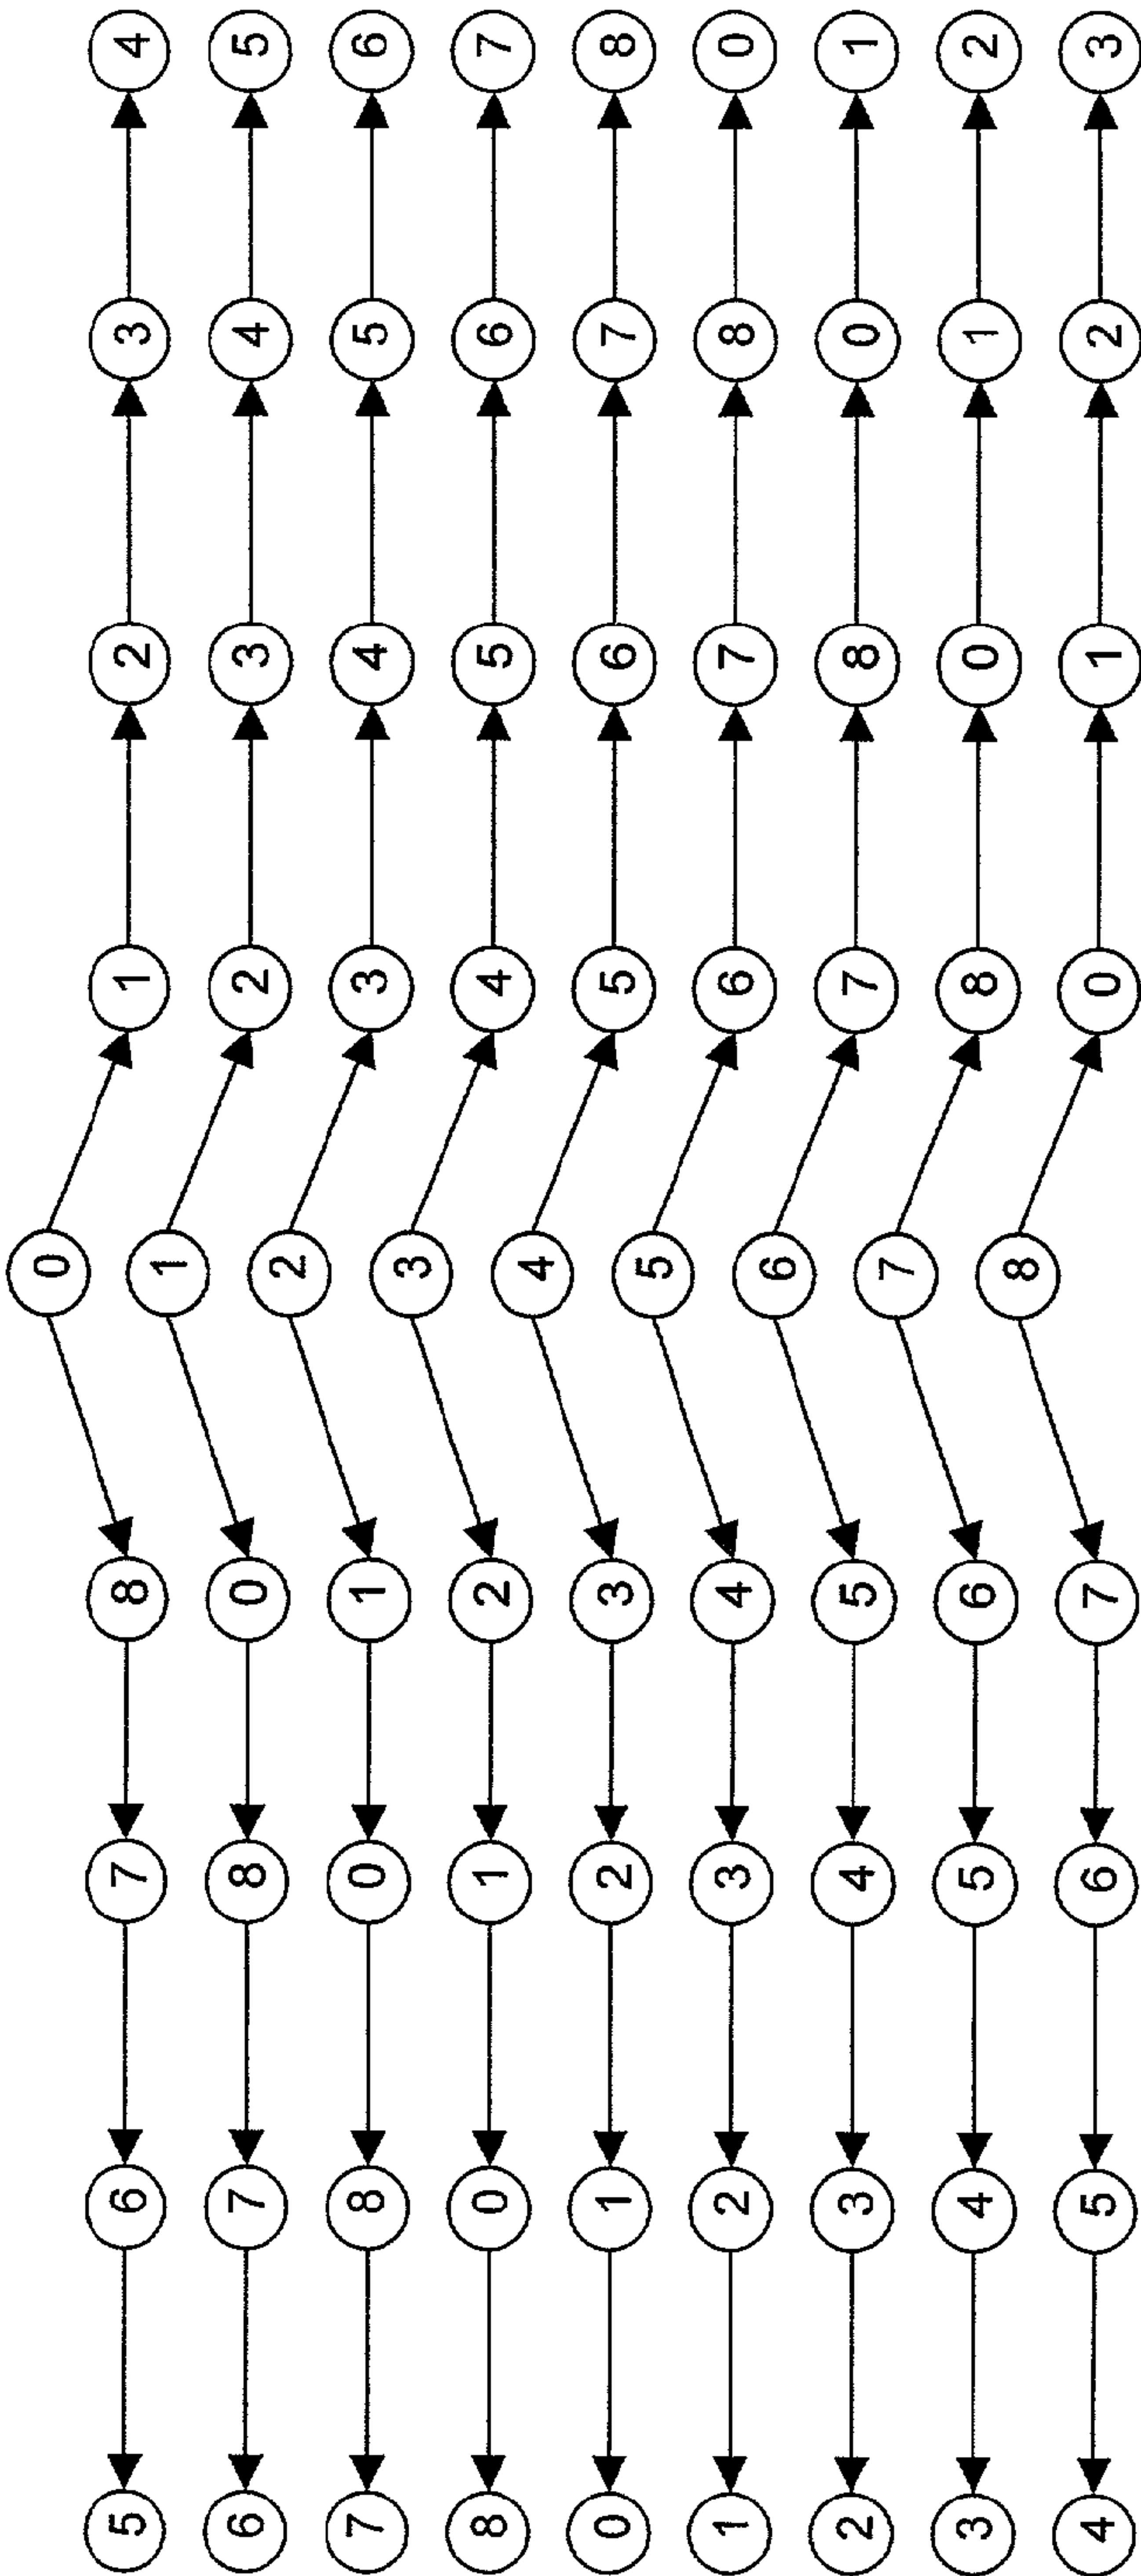 0
5 6 7 8 1 2 3 4
1
6 7 8 0 2 3 4 5
2
7 8 0 1 3 4 5 6
3
8 0 1 2 4 5 6 7
4
0 1 2 3 5 6 7 8
5
1 2 3 4 6 7 8 0
6
2 3 4 5 7 8 0 1
7
3 4 5 6 8 0 1 2
8
4 5 6 7 0 1 2 3